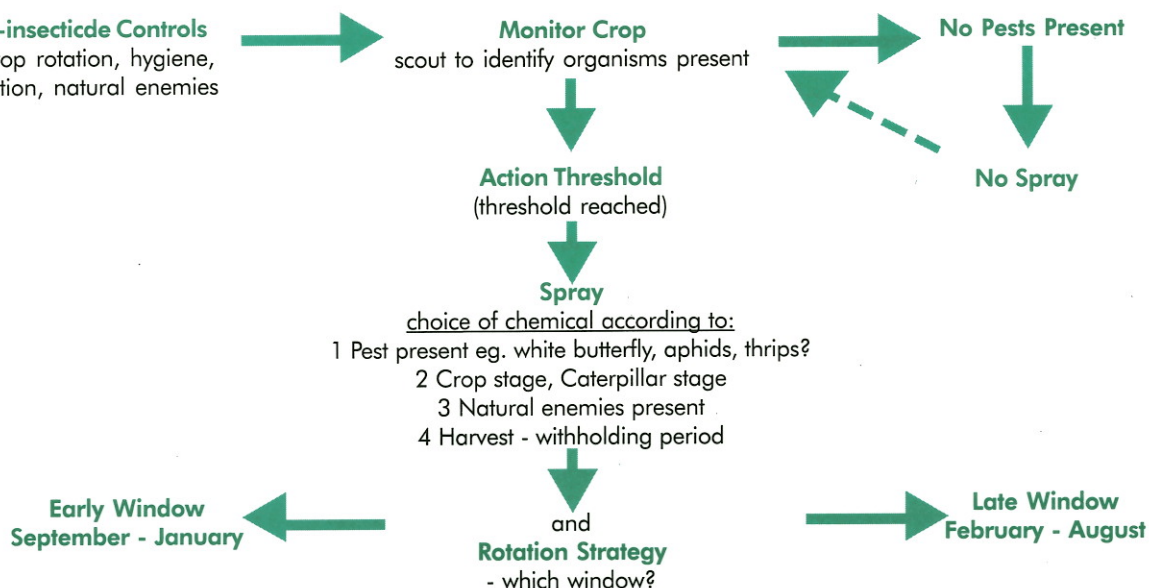 -insecticde Controls
op rotation, hygiene,
tion, natural enemies
Monitor Crop
scout to identify organisms present
No Pests Present
No Spray
Action Threshold
(threshold reached)
Spray
choice of chemical according to:
1 Pest present eg. white butterfly, aphids, thrips?
2 Crop stage, Caterpillar stage
3 Natural enemies present
4 Harvest - withholding period
Early Window
September - January
and
Rotation Strategy
- which window?
Late Window
February - August